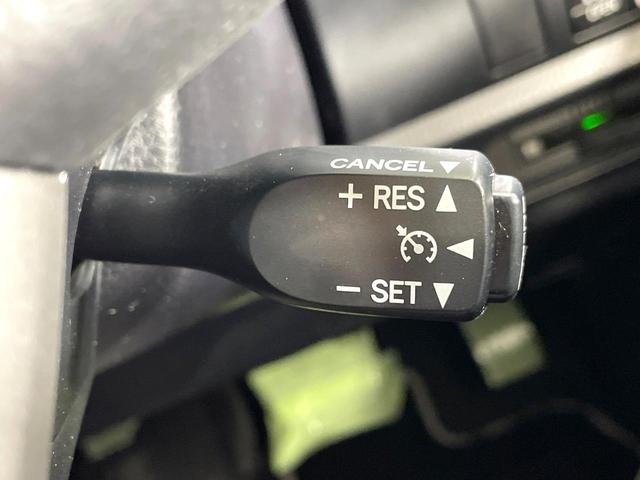 CANCEL ▼
+ RES ▲
◀
− SET ▼